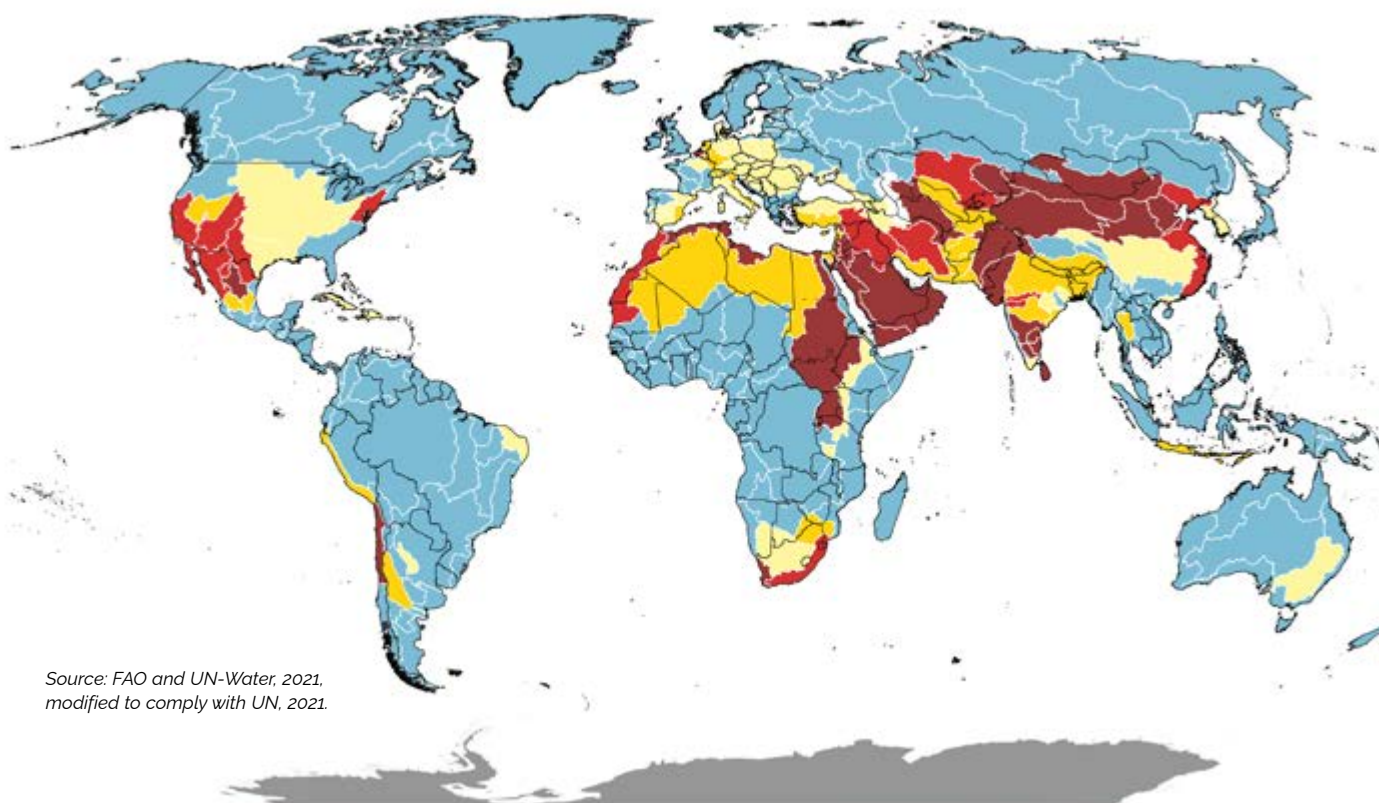 Source: FAO and UN-Water, 2021,
modified to comply with UN, 2021.